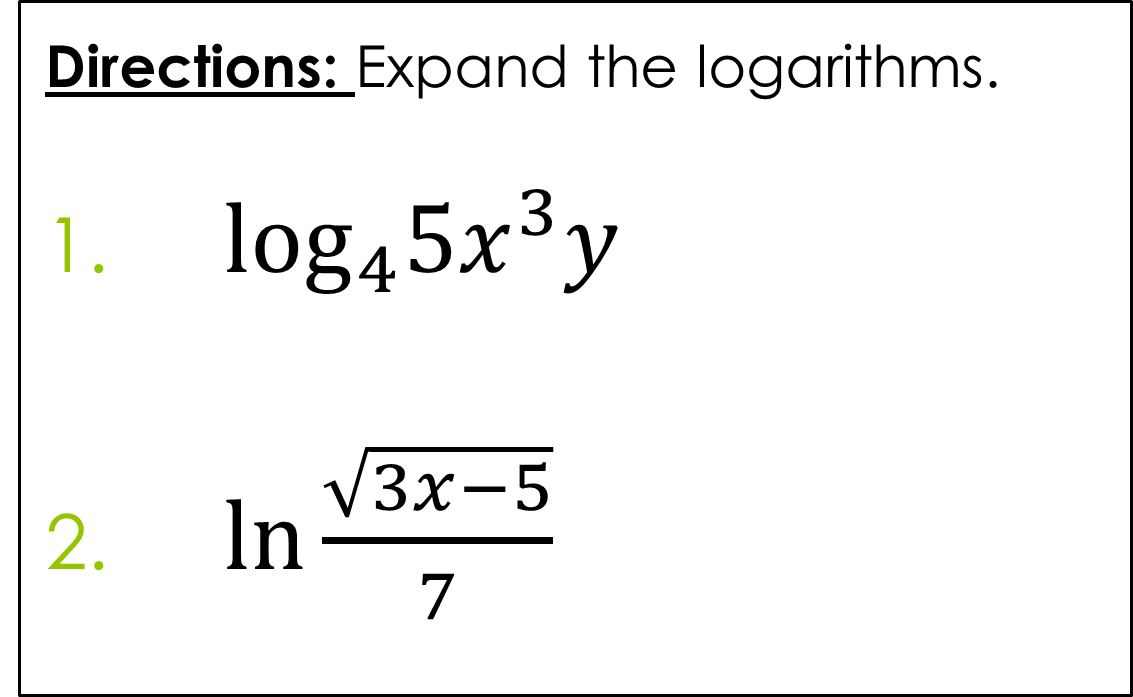 Directions: Expand the logarithms.
1. log₄5x³y
2. ln √(3x−5)/7